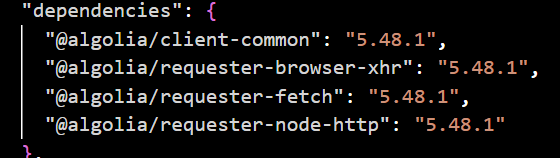 "dependencies": {
"@algolia/client-common": "5.48.1",
"@algolia/requester-browser-xhr": "5.48.1",
"@algolia/requester-fetch": "5.48.1",
"@algolia/requester-node-http": "5.48.1"
},